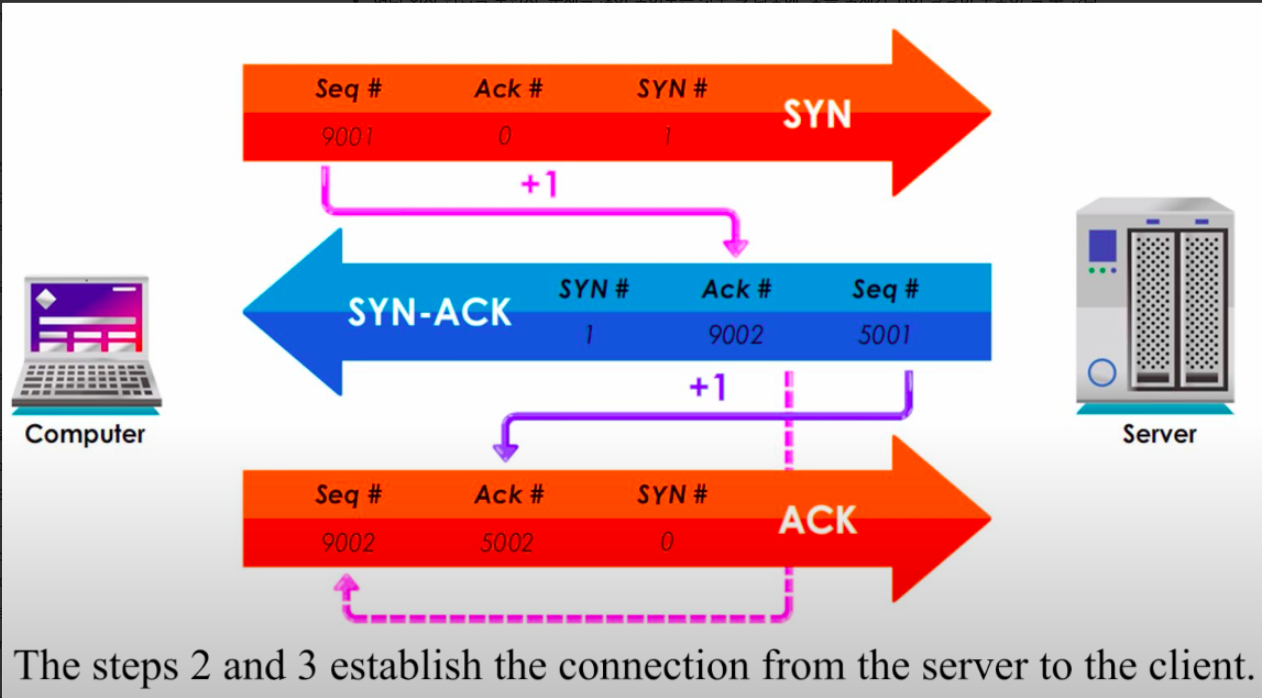 Seq # Ack # SYN #
SYN
9001 0 1
+1
SYN # Ack # Seq #
SYN-ACK
1 9002 5001
+1
Computer
Server
Seq # Ack # SYN #
ACK
9002 5002 0
The steps 2 and 3 establish the connection from the server to the client.